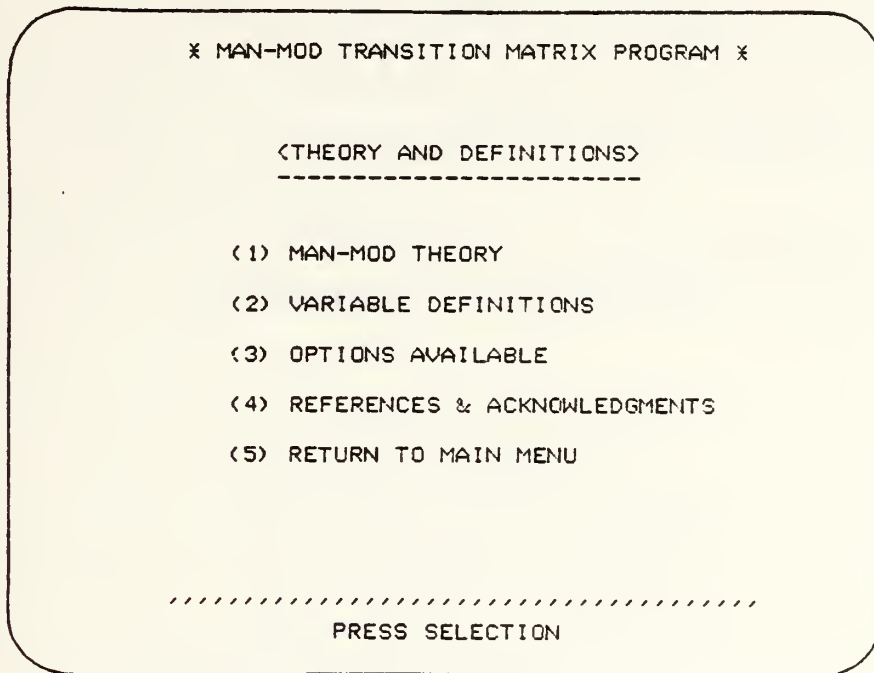 * MAN-MOD TRANSITION MATRIX PROGRAM *
<THEORY AND DEFINITIONS>
------------------------
(1) MAN-MOD THEORY
(2) VARIABLE DEFINITIONS
(3) OPTIONS AVAILABLE
(4) REFERENCES & ACKNOWLEDGMENTS
(5) RETURN TO MAIN MENU
,,,,,,,,,,,,,,,,,,,,,,,,,,,,,,,,,,,,,,,
PRESS SELECTION